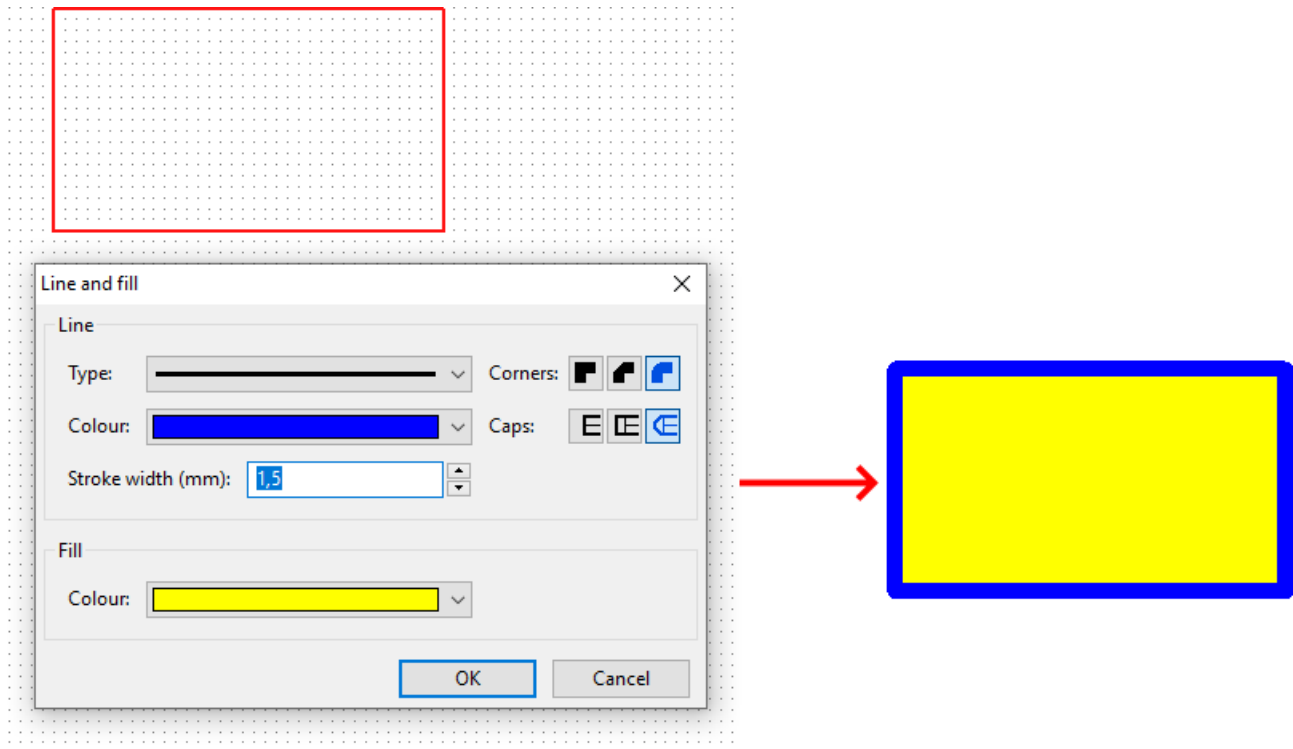 Line and fill
Line
Type:
Corners:
Colour:
Caps:
Stroke width (mm):
1,5
Fill
Colour:
OK
Cancel